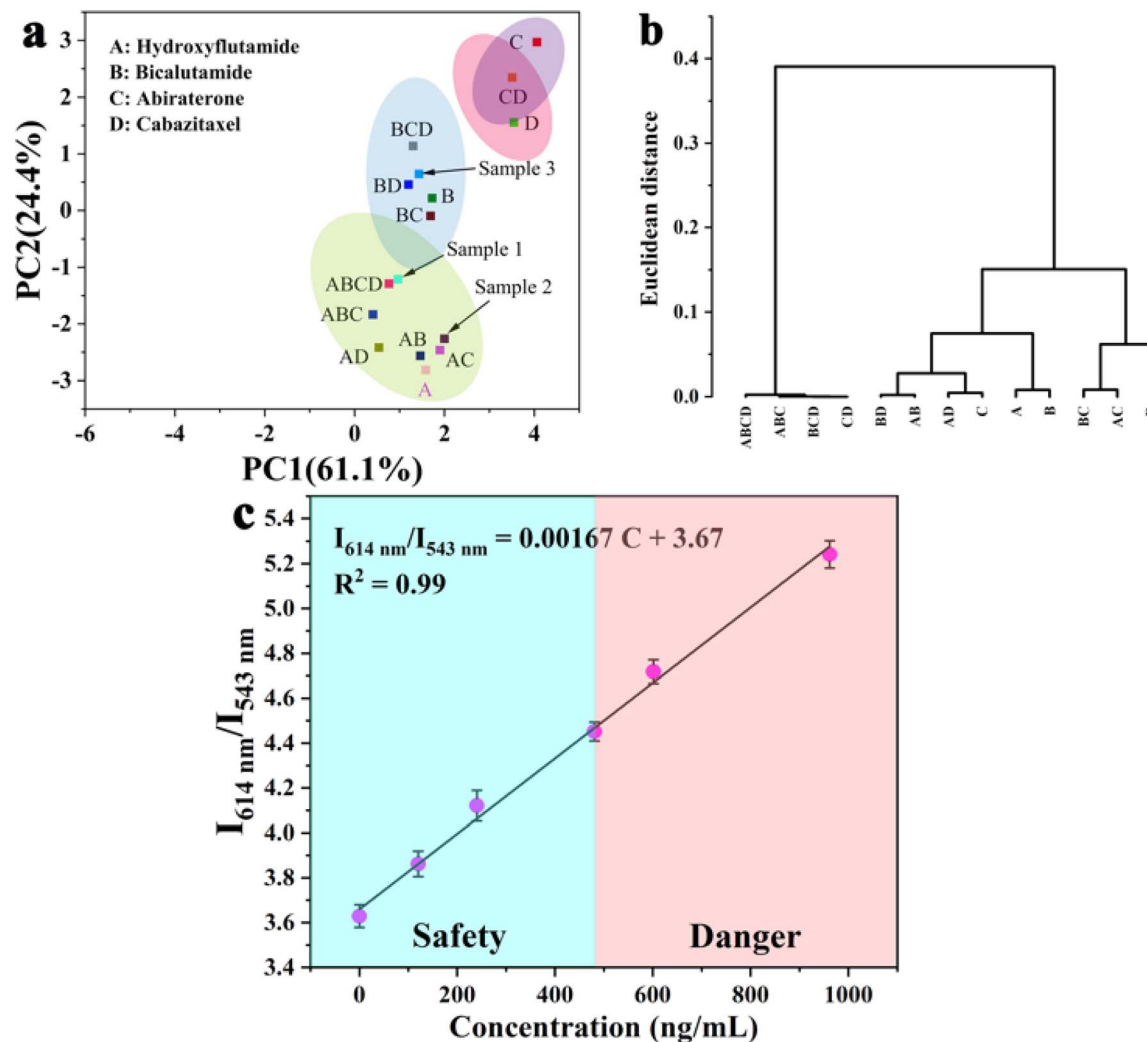 a
A: Hydroxyflutamide
B: Bicalutamide
C: Abiraterone
D: Cabazitaxel
C
CD
D
BCD
Sample 3
BD
B
BC
Sample 1
ABCD
Sample 2
ABC
AD
AB
AC
A
3
2
1
0
-1
-2
-3
PC2(24.4%)
-6 -4 -2 0 2 4
PC1(61.1%)
b
0.4
0.3
0.2
0.1
0.0
Euclidean distance
ABCD ABC BCD CD BD AB AD C A B BC AC
c
I614 nm/I543 nm = 0.00167 C + 3.67
R² = 0.99
5.4
5.2
5.0
4.8
4.6
4.4
4.2
4.0
3.8
3.6
3.4
I614 nm/I543 nm
Safety Danger
0 200 400 600 800 1000
Concentration (ng/mL)